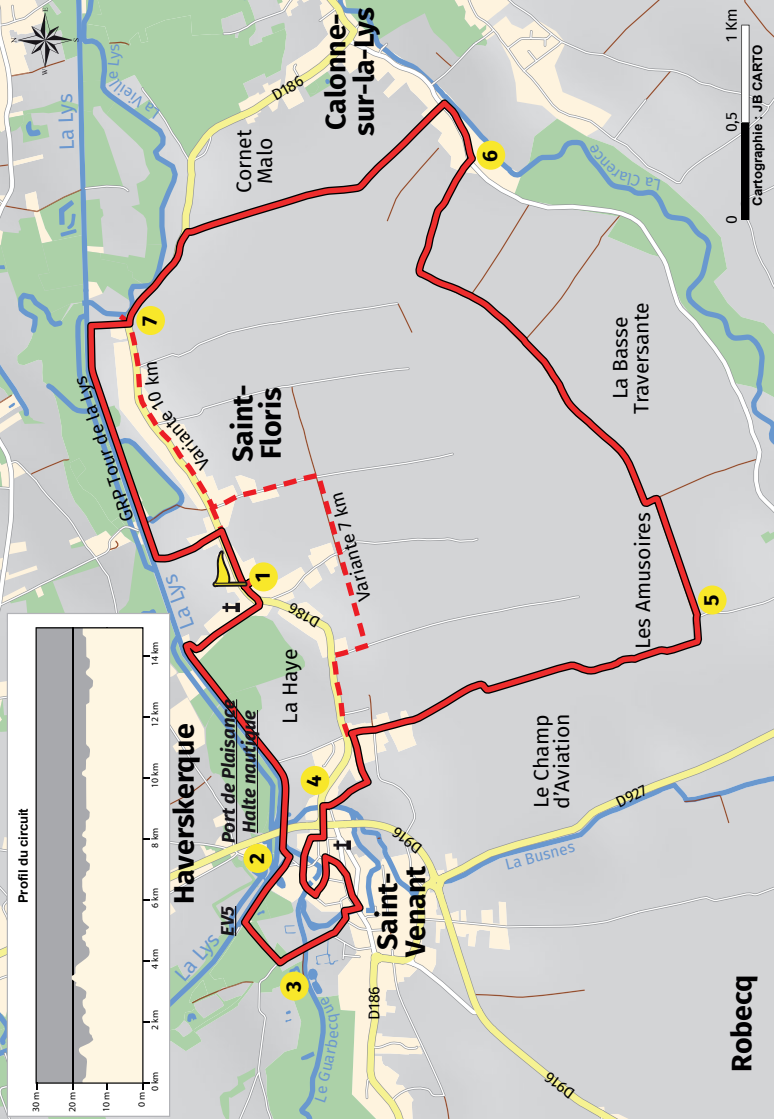 Profil du circuit
30 m
20 m
10 m
0 m
0 km
2 km
4 km
6 km
8 km
10 km
12 km
14 km
N
E
S
W
La Lys
La Vieille Lys
D186
Calonne-
sur-la-Lys
Cornet
Malo
6
La Clarence
0
0,5
1 Km
Cartographie : JB CARTO
7
GRP Tour de la Lys
Variante 10 km
Saint-
Floris
Variante 7 km
La Basse
Traversante
La Lys
1
D186
Les Amusoires
5
La Haye
Haverskerque
Port de Plaisance
Halte nautique
4
2
Le Champ
d'Aviation
D927
D916
La Busnes
EV5
Saint-
Venant
La Lys
3
Le Guarbecque
D186
D916
Robecq